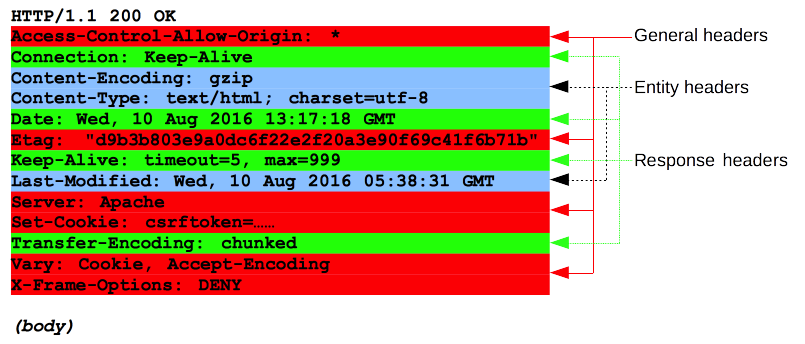 HTTP/1.1 200 OK
Access-Control-Allow-Origin: *
Connection: Keep-Alive
Content-Encoding: gzip
Content-Type: text/html; charset=utf-8
Date: Wed, 10 Aug 2016 13:17:18 GMT
Etag: "d9b3b803e9a0dc6f22e2f20a3e90f69c41f6b71b"
Keep-Alive: timeout=5, max=999
Last-Modified: Wed, 10 Aug 2016 05:38:31 GMT
Server: Apache
Set-Cookie: csrftoken=……
Transfer-Encoding: chunked
Vary: Cookie, Accept-Encoding
X-Frame-Options: DENY
(body)
General headers
Entity headers
Response headers